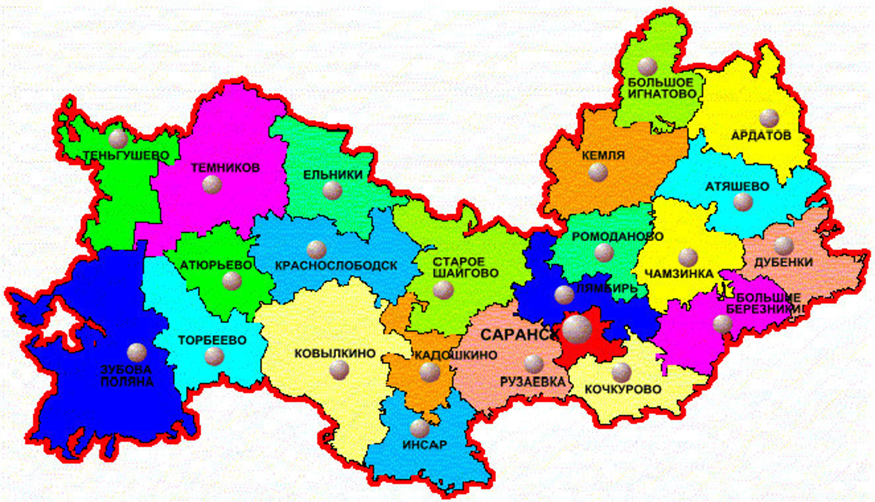 БОЛЬШОЕ
ИГНАТОВО
АРДАТОВ
ТЕНЬГУШЕВО
КЕМЛЯ
ТЕМНИКОВ
ЕЛЬНИКИ
АТЯШЕВО
РОМОДАНОВО
АТЮРЬЕВО
КРАСНОСЛОБОДСК
СТАРОЕ
ШАЙГОВО
ДУБЕНКИ
ЧАМЗИНКА
ЛЯМБИРЬ
БОЛЬШИЕ
БЕРЕЗНИКИ
САРАНСК
ТОРБЕЕВО
КОВЫЛКИНО
КАДОШКИНО
ЗУБОВА
ПОЛЯНА
РУЗАЕВКА
КОЧКУРОВО
ИНСАР